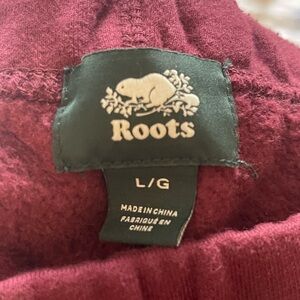 Roots
L/G
MADE IN CHINA
FABRIQUÉ EN
CHINE